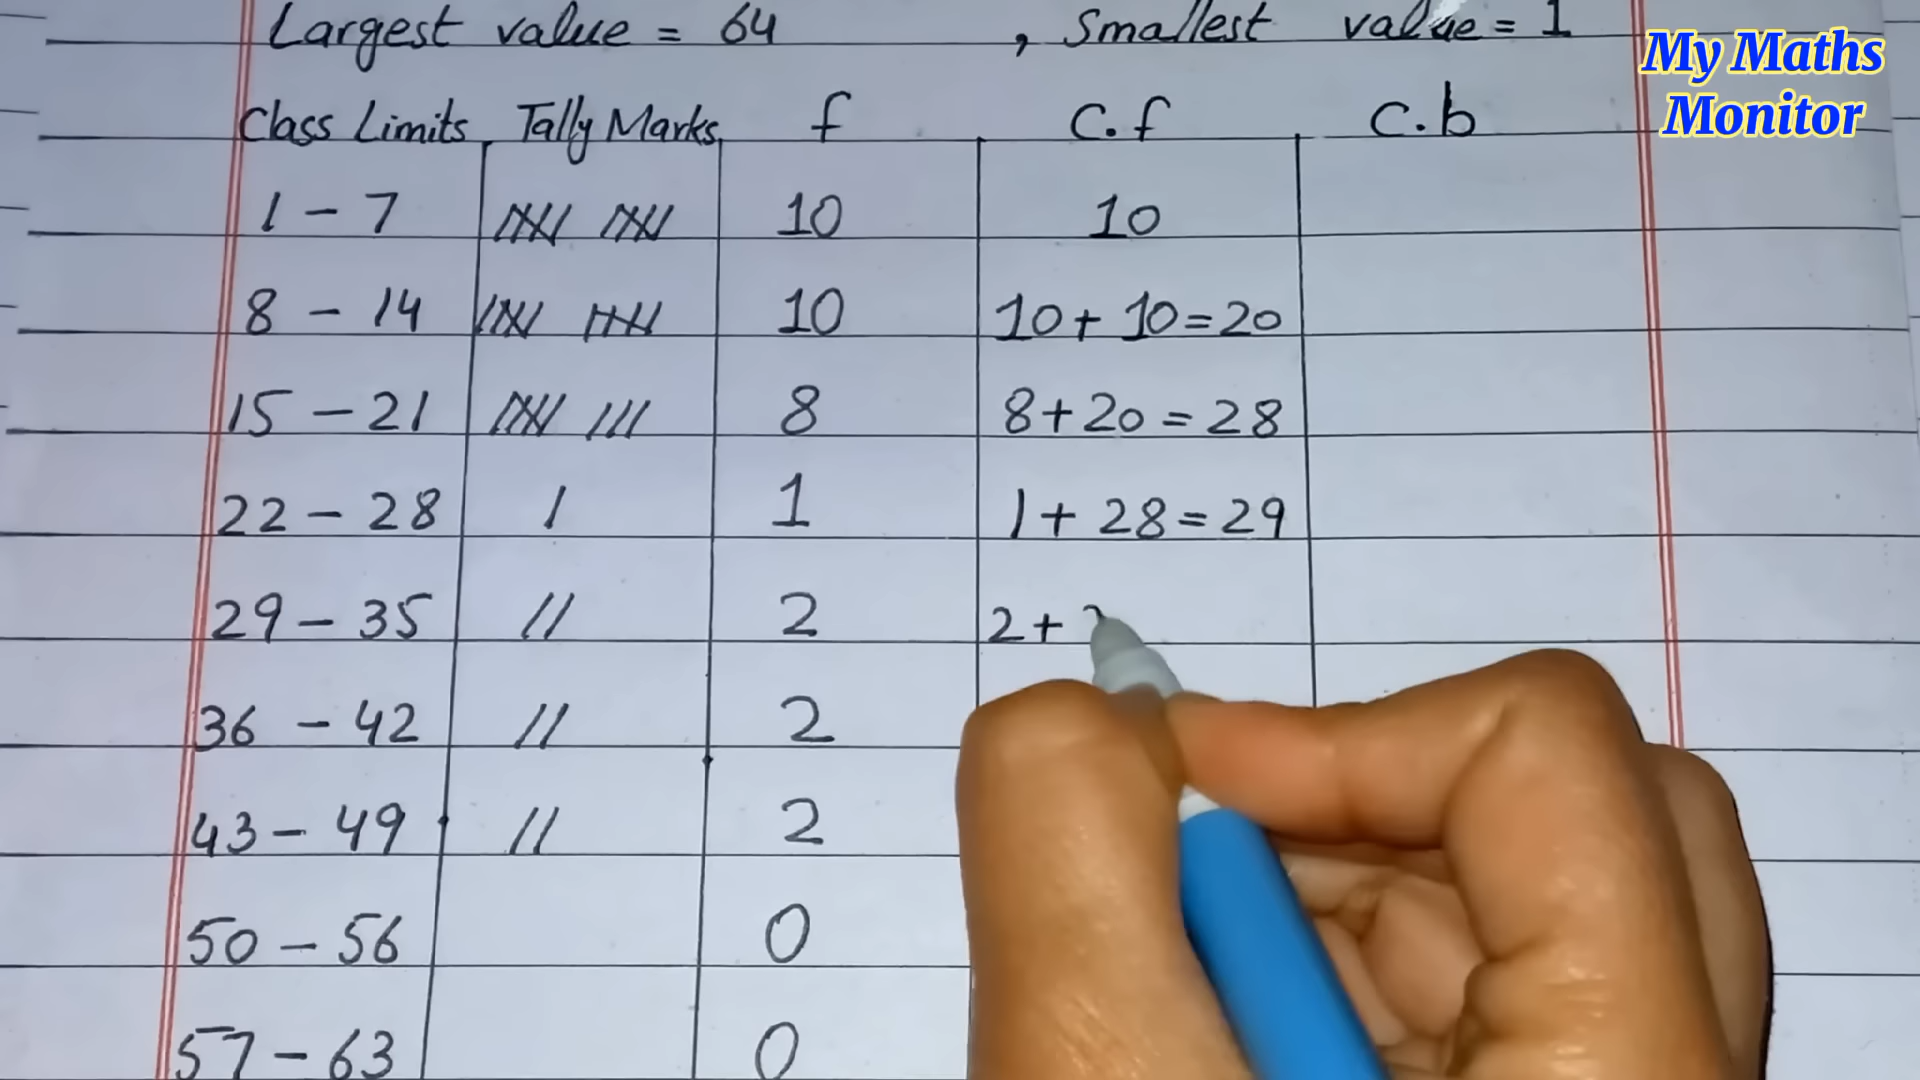 Largest value = 64 , Smallest value = 1
My Maths
Monitor
Class Limits Tally Marks f C.f C.b
1 - 7 10 10
8 - 14 10 10 + 10 = 20
15 - 21 8 8 + 20 = 28
22 - 28 1 1 + 28 = 29
29 - 35 2 2 +
36 - 42 2
43 - 49 2
50 - 56 0
57 - 63 0